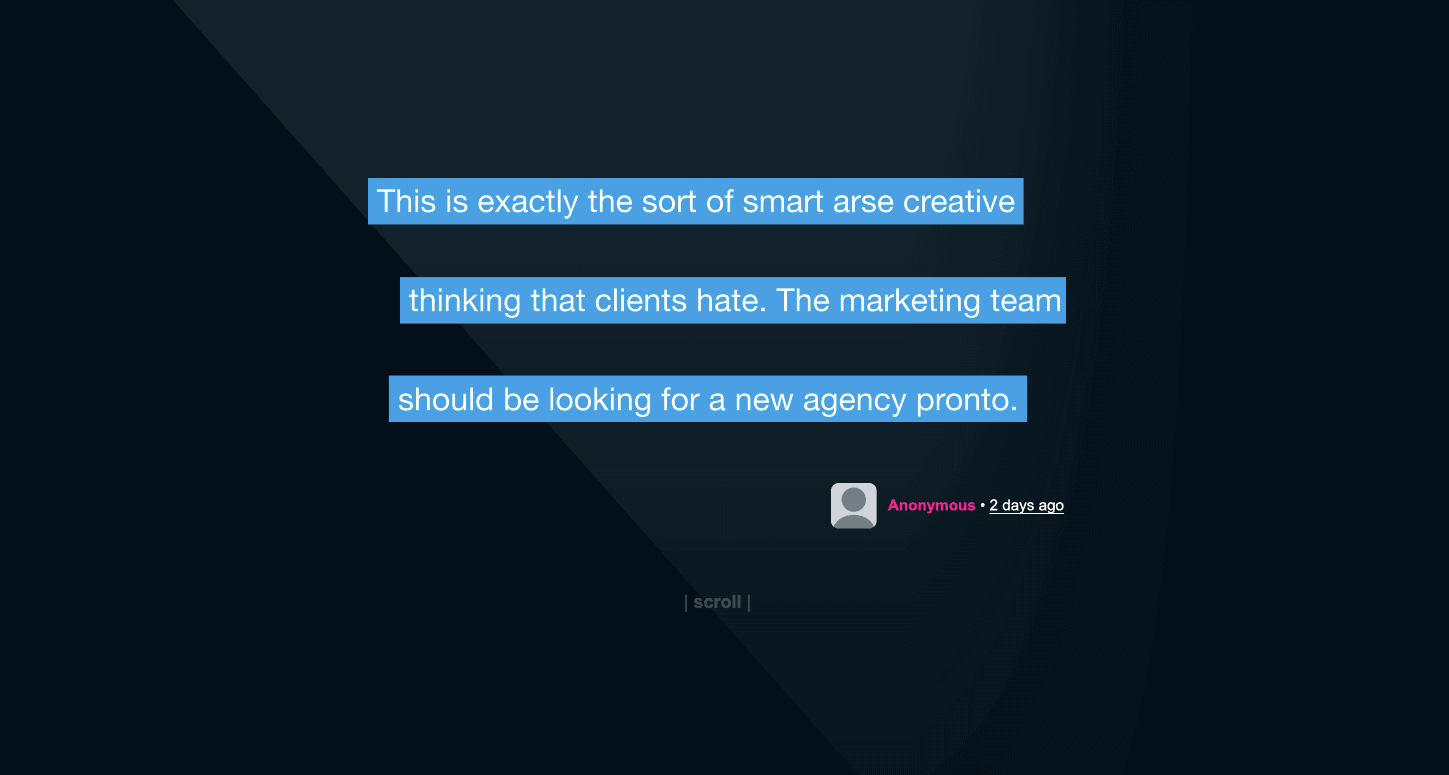 This is exactly the sort of smart arse creative
thinking that clients hate. The marketing team
should be looking for a new agency pronto.
Anonymous • 2 days ago
| scroll |